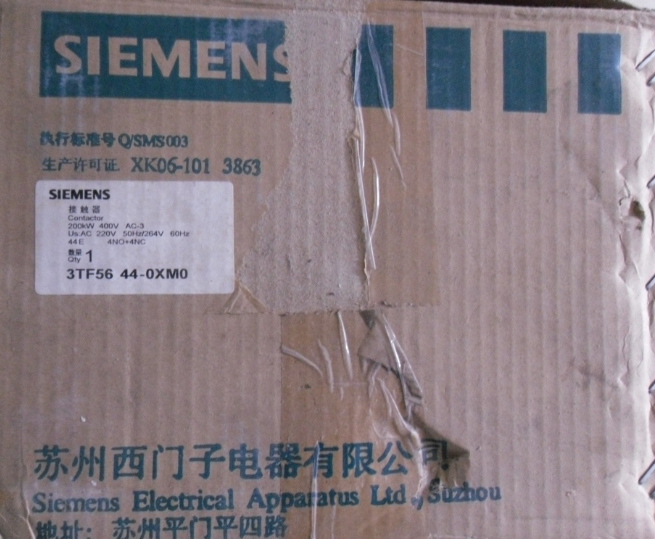 SIEMENS
执行标准号 Q/SMS 003
生产许可证 XK06-101 3863
SIEMENS
接触器
Contactor
200kW 400V AC-3
Us:AC 220V 50Hz/264V 60Hz
44E 4NO+4NC
数量
Qty 1
3TF56 44-0XM0
苏州西门子电器有限公司
Siemens Electrical Apparatus Ltd., Suzhou
地址: 苏州平门平四路